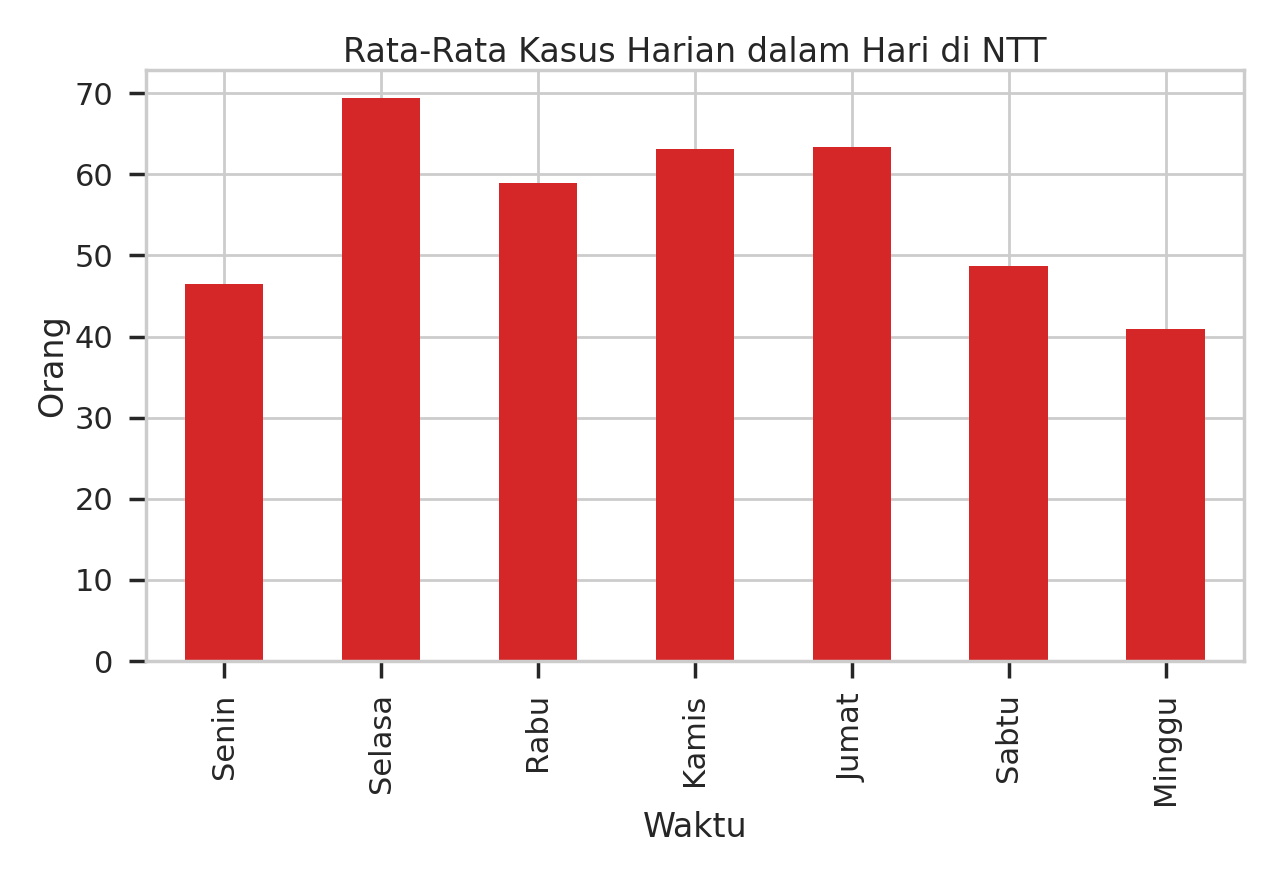 Rata-Rata Kasus Harian dalam Hari di NTT
70
60
50
40
30
20
10
0
Orang
Senin
Selasa
Rabu
Kamis
Jumat
Sabtu
Minggu
Waktu